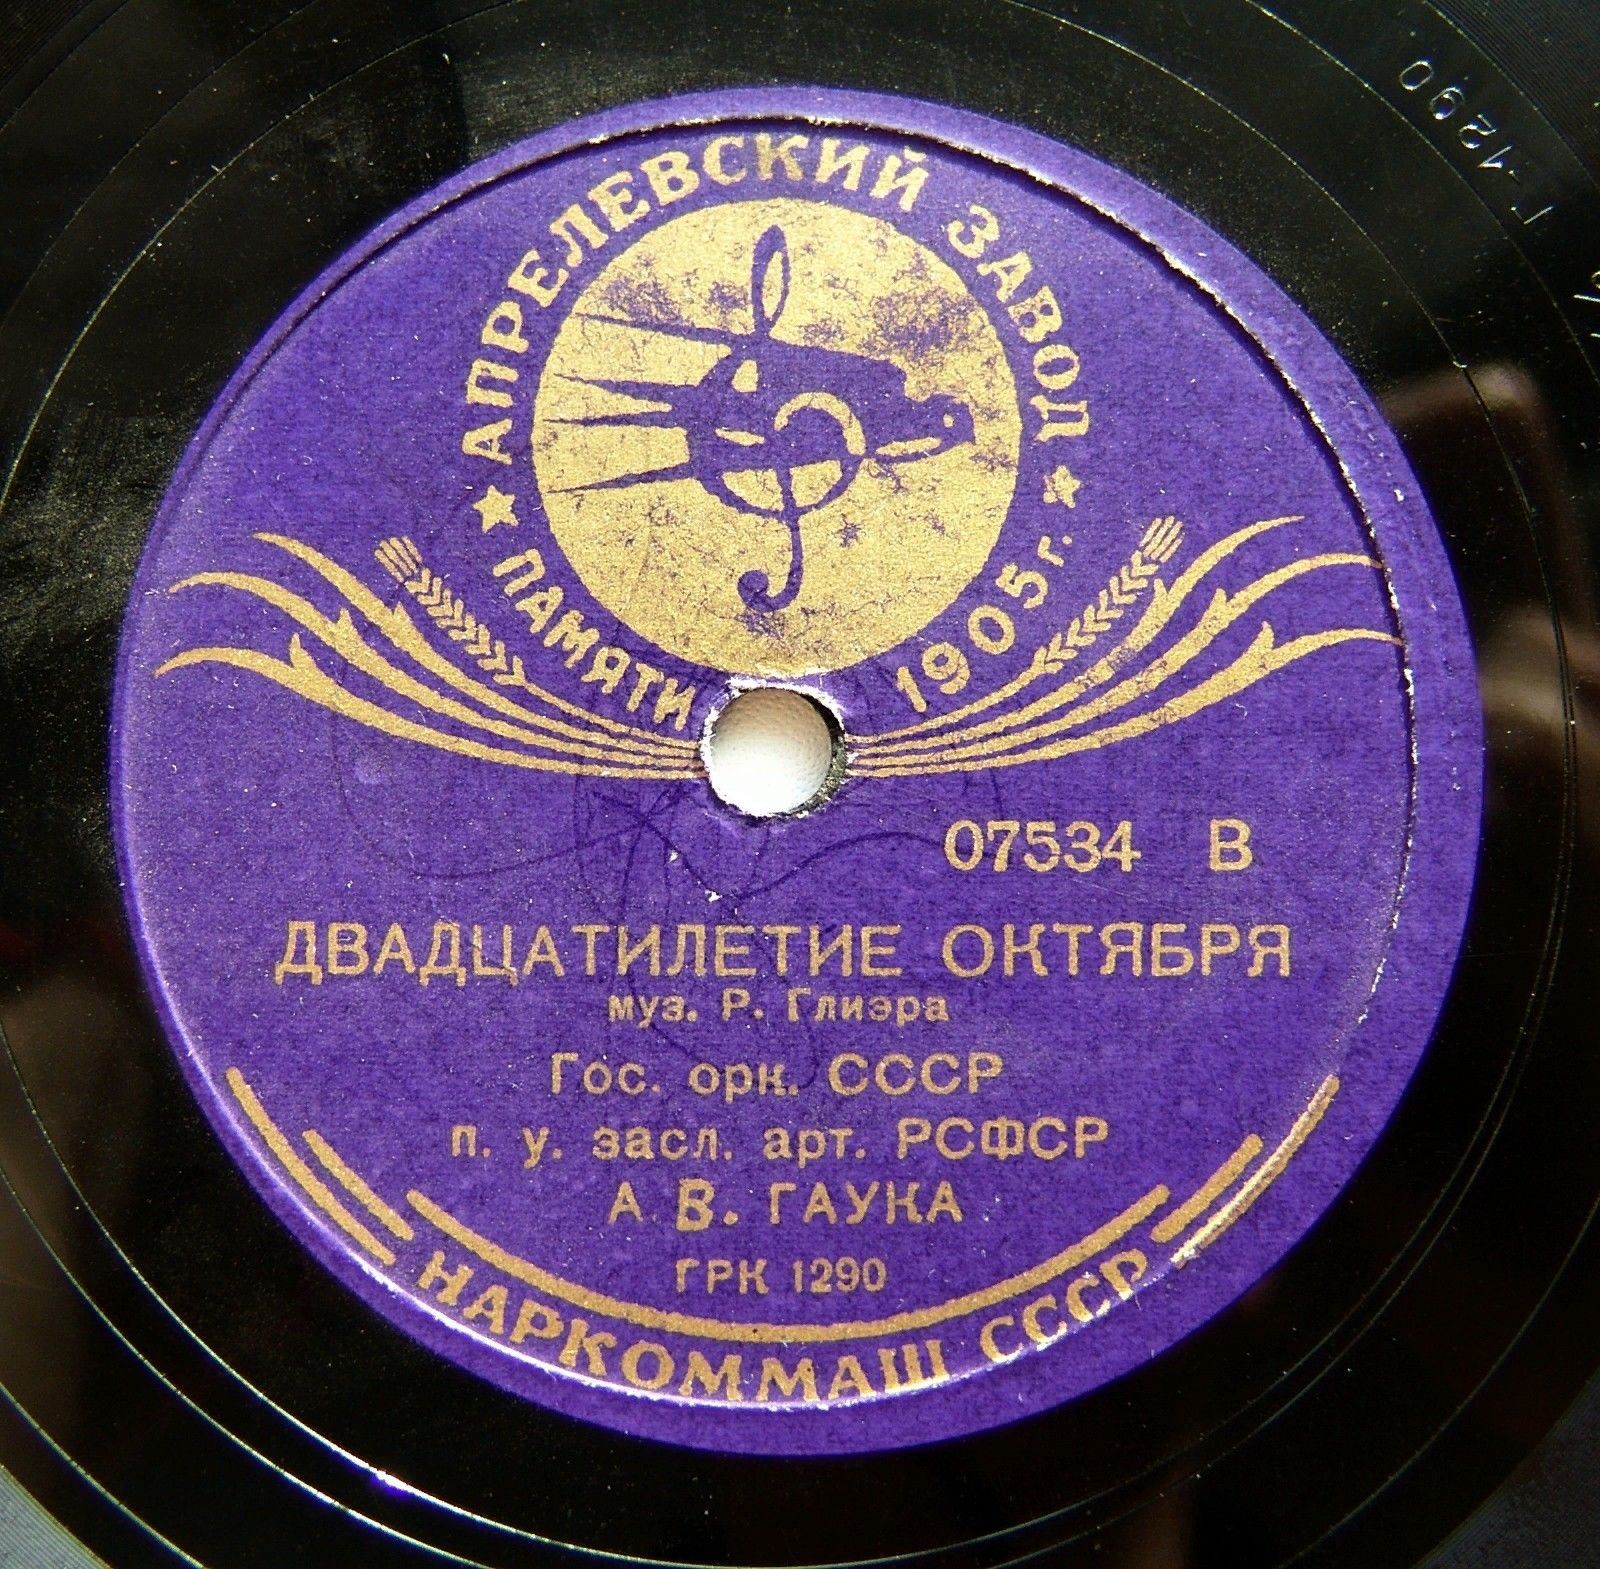 АПРЕЛЕВСКИЙ ЗАВОД
ПАМЯТИ 1905 г.
07534 В
ДВАДЦАТИЛЕТИЕ ОКТЯБРЯ
муз. Р. Глиэра
Гос. орк. СССР
п. у. засл. арт. РСФСР
А. В. ГАУКА
ГРК 1290
НАРКОММАШ СССР
Г-1290